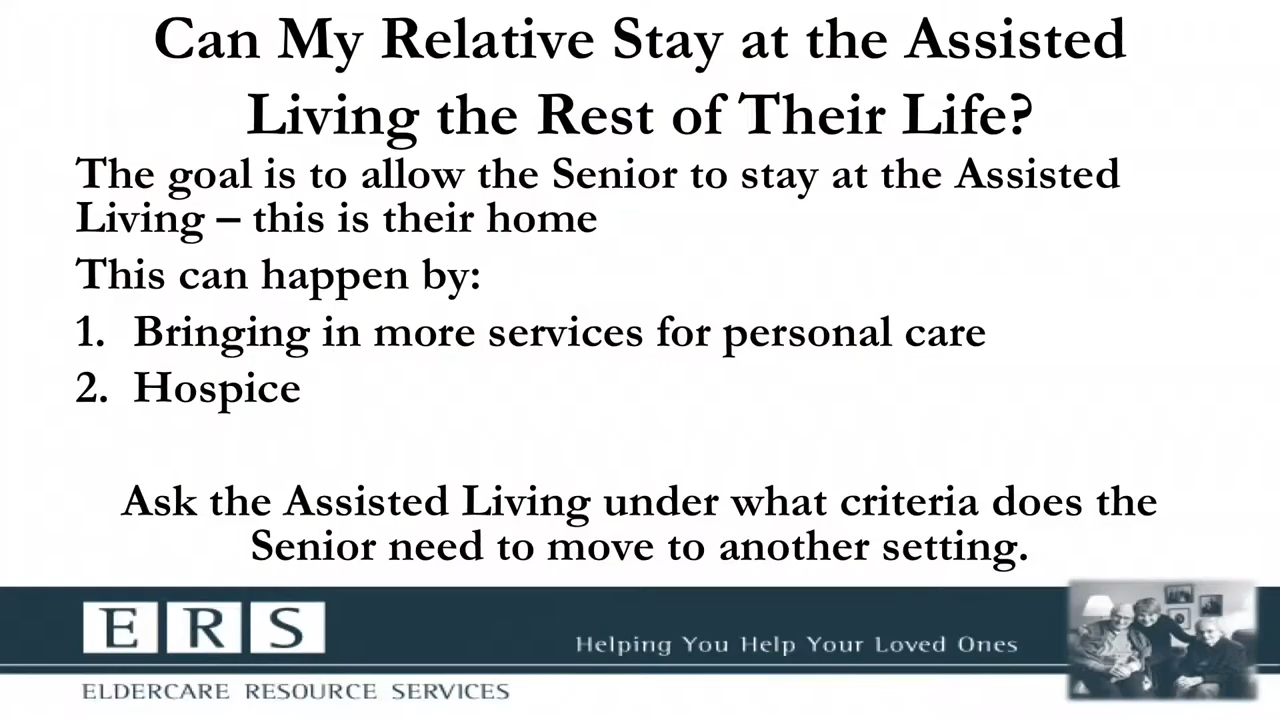 Can My Relative Stay at the Assisted
Living the Rest of Their Life?
The goal is to allow the Senior to stay at the Assisted
Living – this is their home
This can happen by:
1. Bringing in more services for personal care
2. Hospice
Ask the Assisted Living under what criteria does the
Senior need to move to another setting.
E R S
Helping You Help Your Loved Ones
ELDERCARE RESOURCE SERVICES